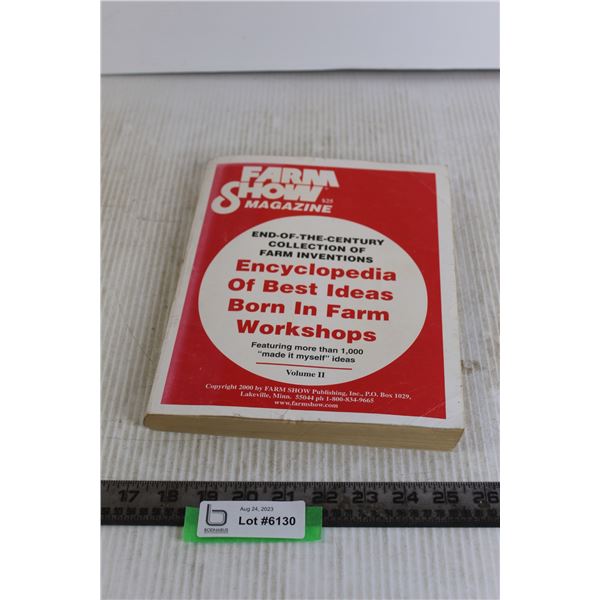 FARM
SHOW $25
MAGAZINE
END-OF-THE-CENTURY
COLLECTION OF
FARM INVENTIONS
Encyclopedia
Of Best Ideas
Born In Farm
Workshops
Featuring more than 1,000
"made it myself" ideas
Volume II
Copyright 2000 by FARM SHOW Publishing, Inc., P.O. Box 1029,
Lakeville, Minn. 55044 ph 1-800-834-9665
www.farmshow.com
17 18 19 20 21 22 23 24 25 26
Aug 24, 2023
Lot #6130
b
BODNARUS